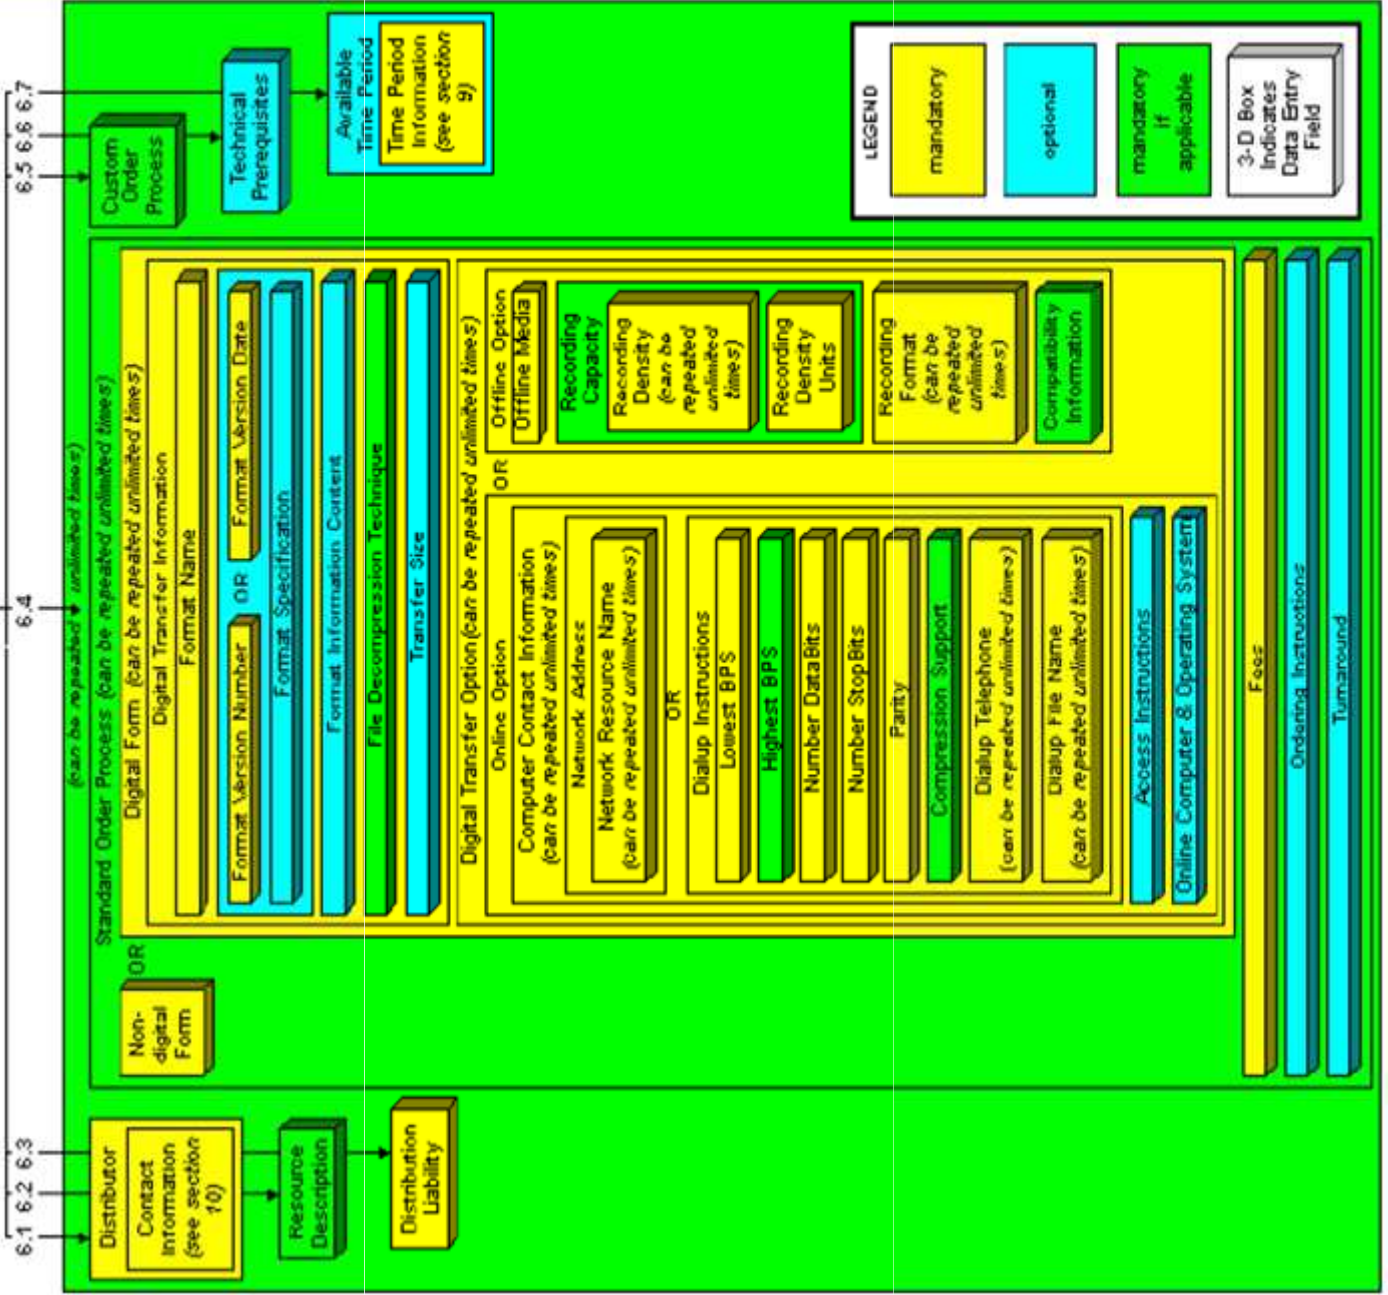 6.1
6.2
6.3
6.4
6.5
6.6
6.7
(can be repeated unlimited times)
Distributor
Contact
Information
(see section
10)
Resource
Description
Distribution
Liability
Standard Order Process (can be repeated unlimited times)
Non-
digital
Form
OR
Digital Form (can be repeated unlimited times)
Digital Transfer Information
Format Name
Format Version Number
OR
Format Version Date
Format Specification
Format Information Content
File Decompression Technique
Transfer Size
Digital Transfer Option (can be repeated unlimited times)
Online Option
Computer Contact Information
(can be repeated unlimited times)
Network Address
Network Resource Name
(can be repeated unlimited times)
OR
Dialup Instructions
Lowest BPS
Highest BPS
Number DataBits
Number StopBits
Parity
Compression Support
Dialup Telephone
(can be repeated unlimited times)
Dialup File Name
(can be repeated unlimited times)
Access Instructions
Online Computer & Operating System
OR
Offline Option
Offline Media
Recording
Capacity
Recording
Density
(can be
repeated
unlimited
times)
Recording
Density
Units
Recording
Format
(can be
repeated
unlimited
times)
Compatibility
Information
Fees
Ordering Instructions
Turnaround
Custom
Order
Process
Technical
Prerequisites
Available
Time Period
Time Period
Information
(see section
9)
LEGEND
mandatory
optional
mandatory
if
applicable
3-D Box
Indicates
Data Entry
Field